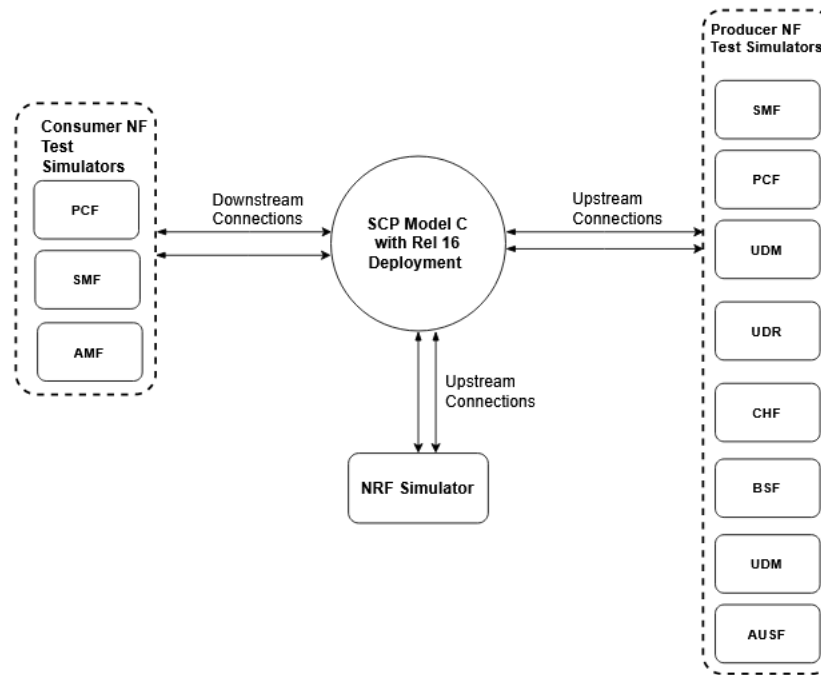 Producer NF
Test Simulators
SMF
PCF
UDM
UDR
CHF
BSF
UDM
AUSF
Consumer NF
Test
Simulators
PCF
SMF
AMF
Downstream
Connections
SCP Model C
with Rel 16
Deployment
Upstream
Connections
Upstream
Connections
NRF Simulator